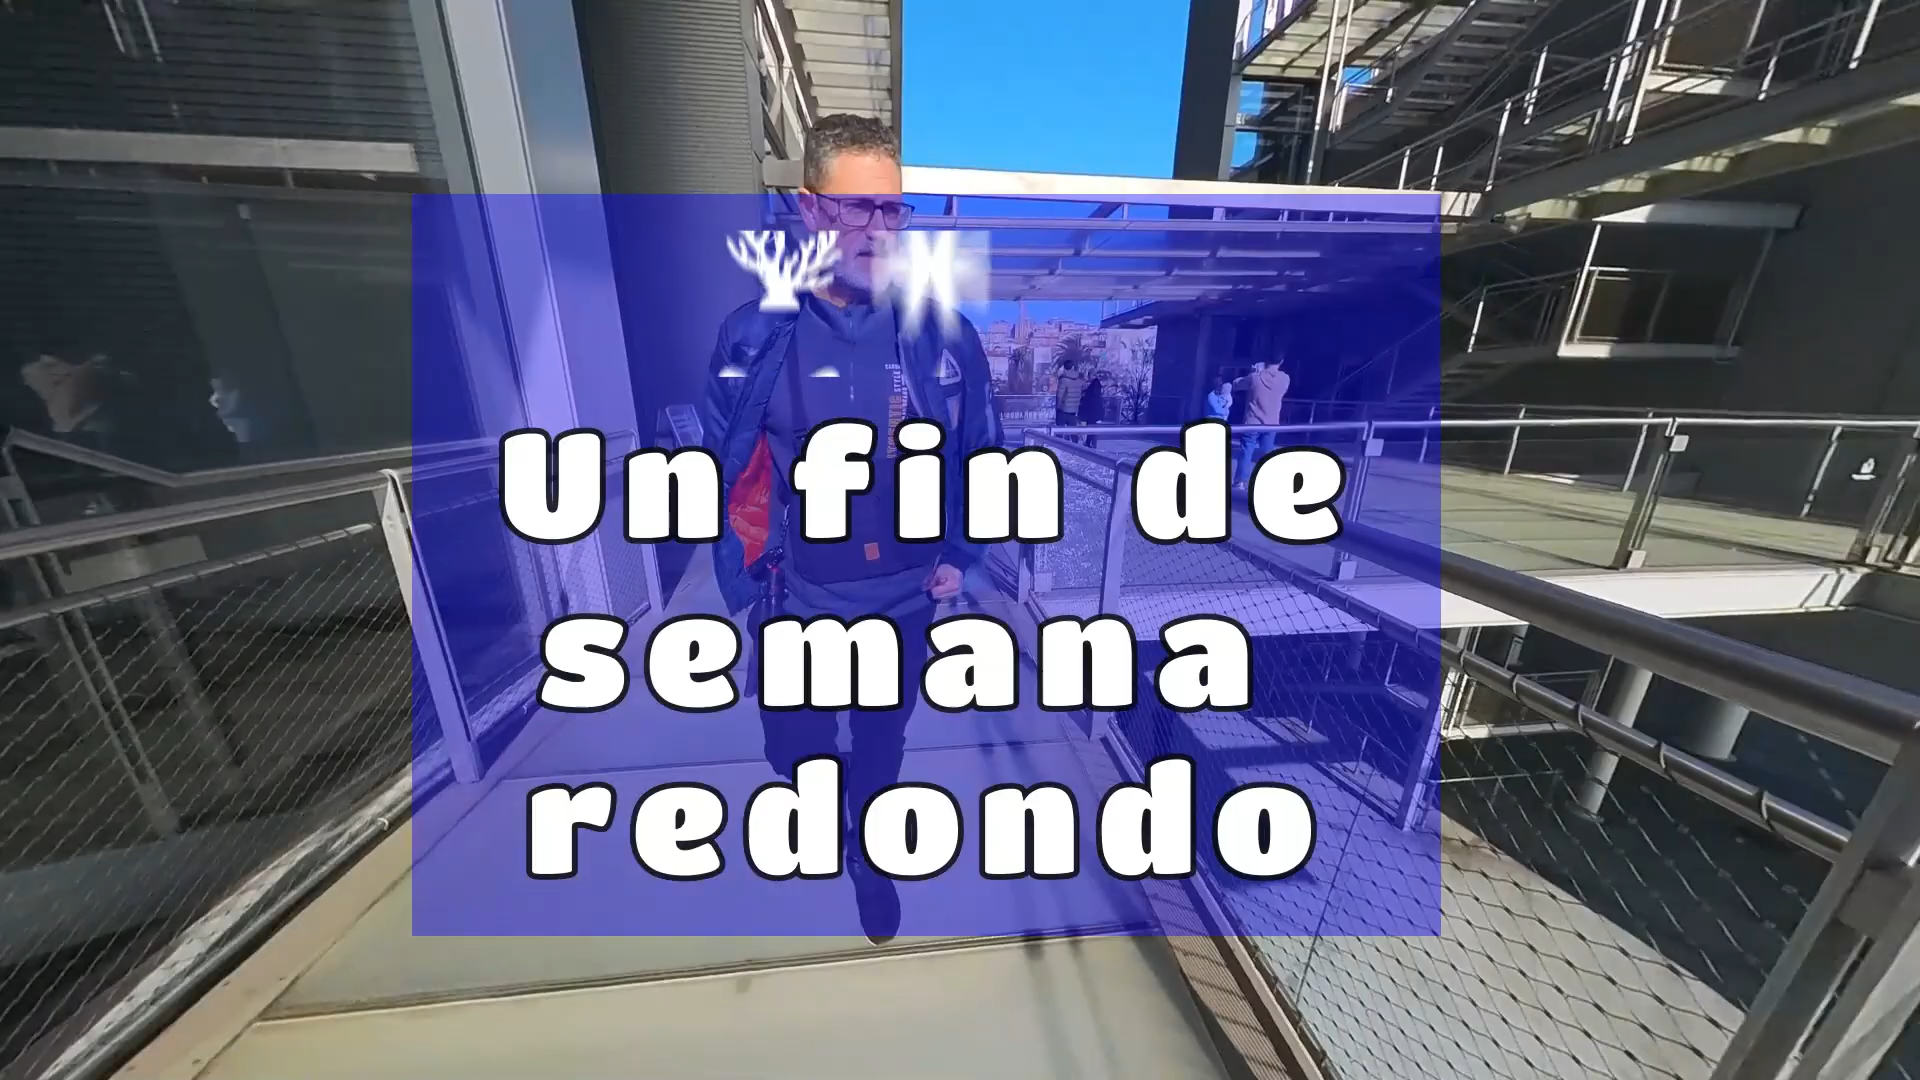 Un fin de
semana
redondo